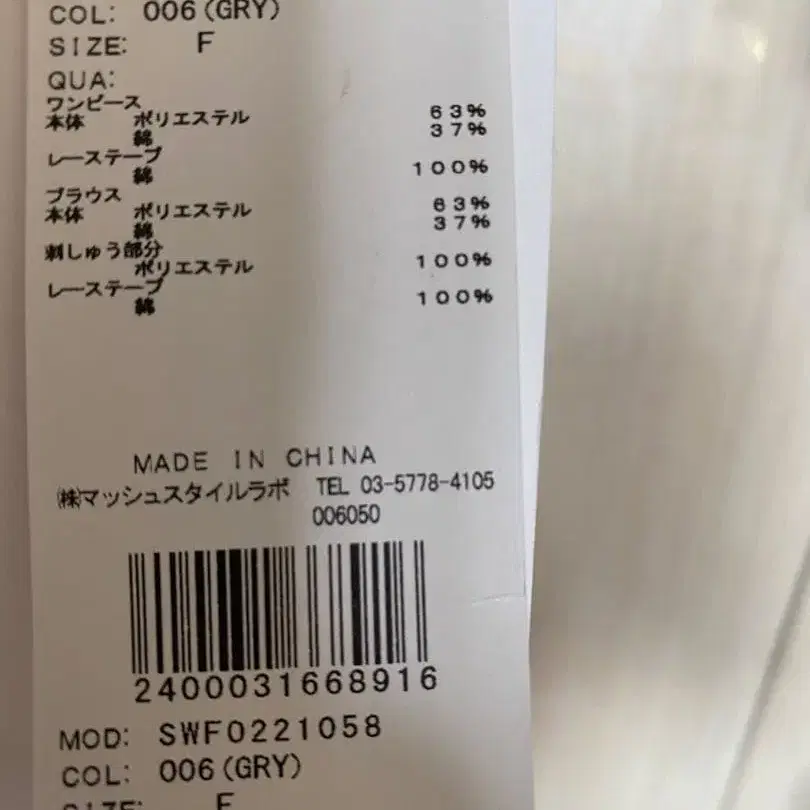 COL: 006(GRY)
SIZE: F
QUA:
ワンピース
本体 ポリエステル 63%
綿 37%
レーステープ
綿 100%
ブラウス
本体 ポリエステル 63%
綿 37%
刺しゅう部分
ポリエステル 100%
レーステープ
綿 100%
MADE IN CHINA
㈱マッシュスタイルラボ TEL 03-5778-4105
006050
2400031668916
MOD: SWF0221058
COL: 006(GRY)
SIZE: F